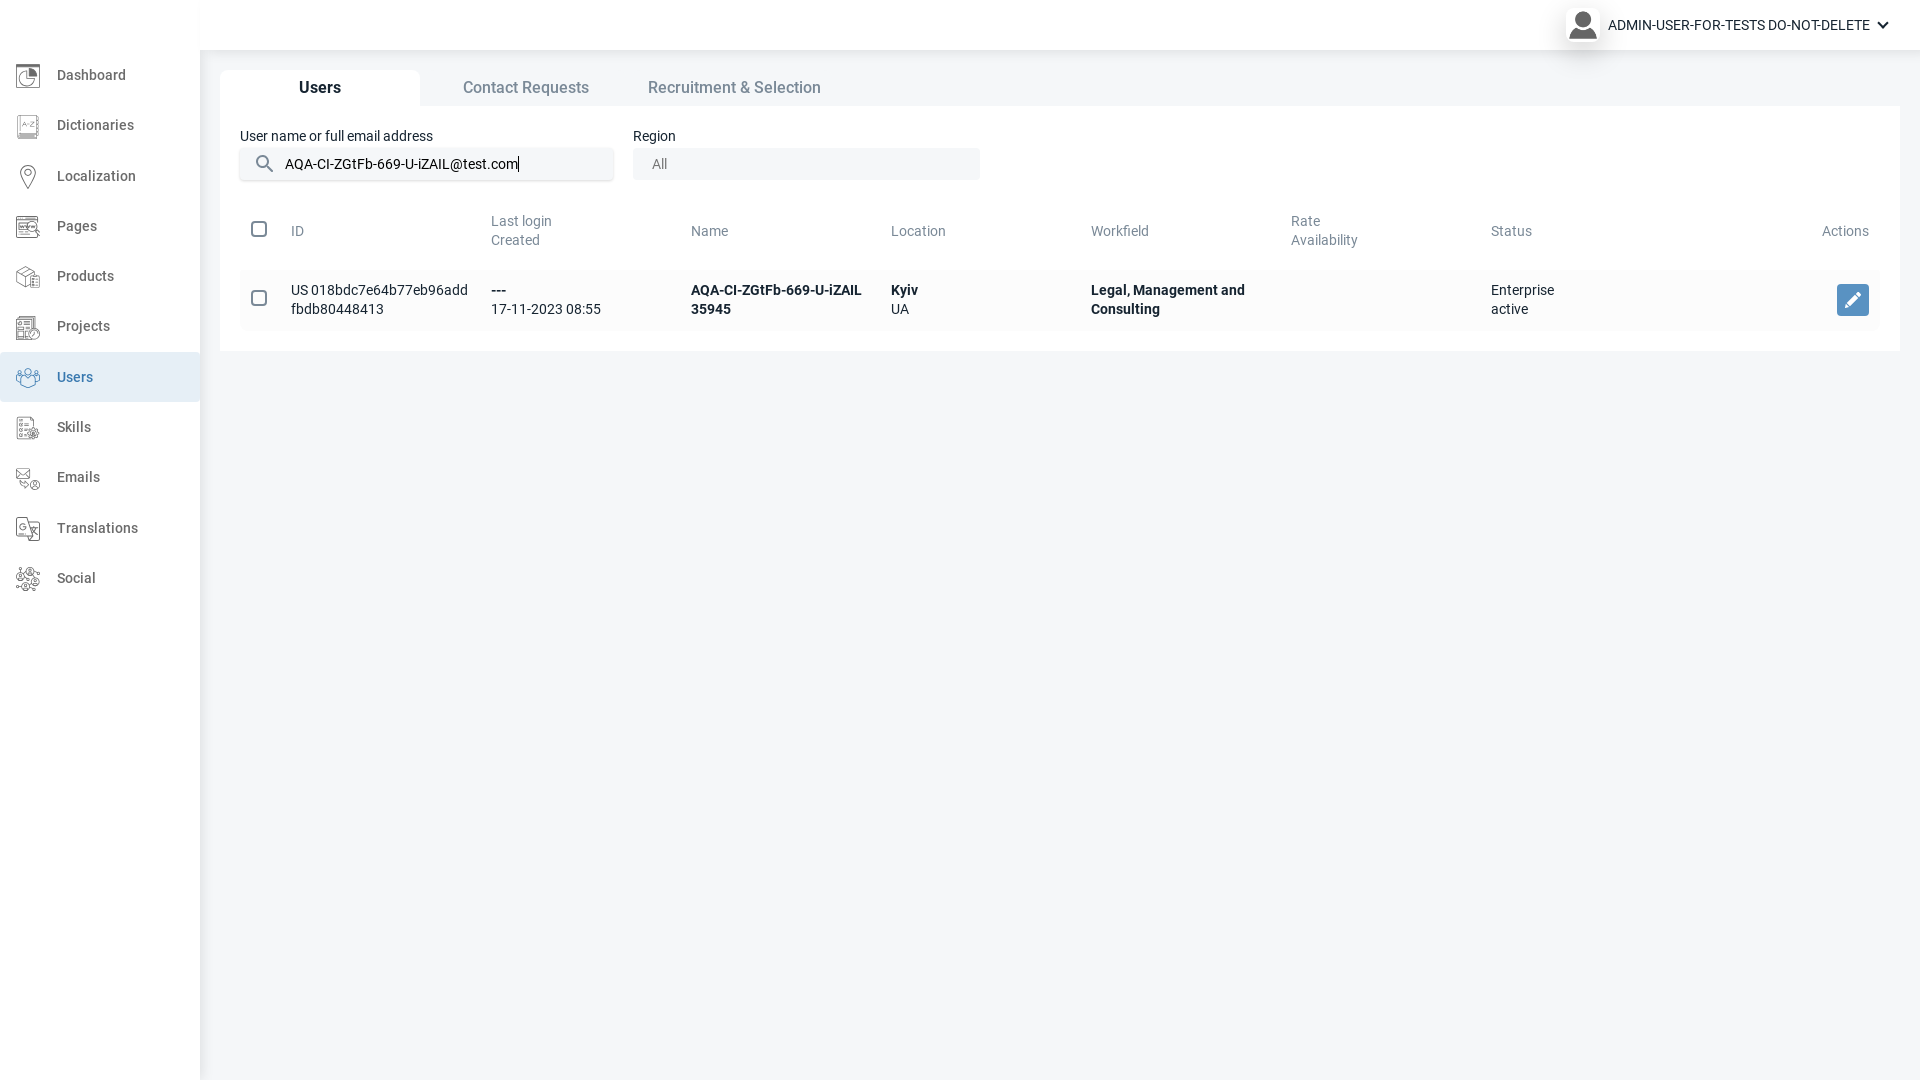 ADMIN-USER-FOR-TESTS DO-NOT-DELETE
Dashboard
Dictionaries
Localization
Pages
Products
Projects
Users
Skills
Emails
Translations
Social
Users Contact Requests Recruitment & Selection
User name or full email address Region
AQA-CI-ZGtFb-669-U-iZAIL@test.com All
ID Last login Created Name Location Workfield Rate Availability Status Actions
US 018bdc7e64b77eb96add --- AQA-CI-ZGtFb-669-U-iZAIL Kyiv Legal, Management and Enterprise
fbdb80448413 17-11-2023 08:55 35945 UA Consulting active